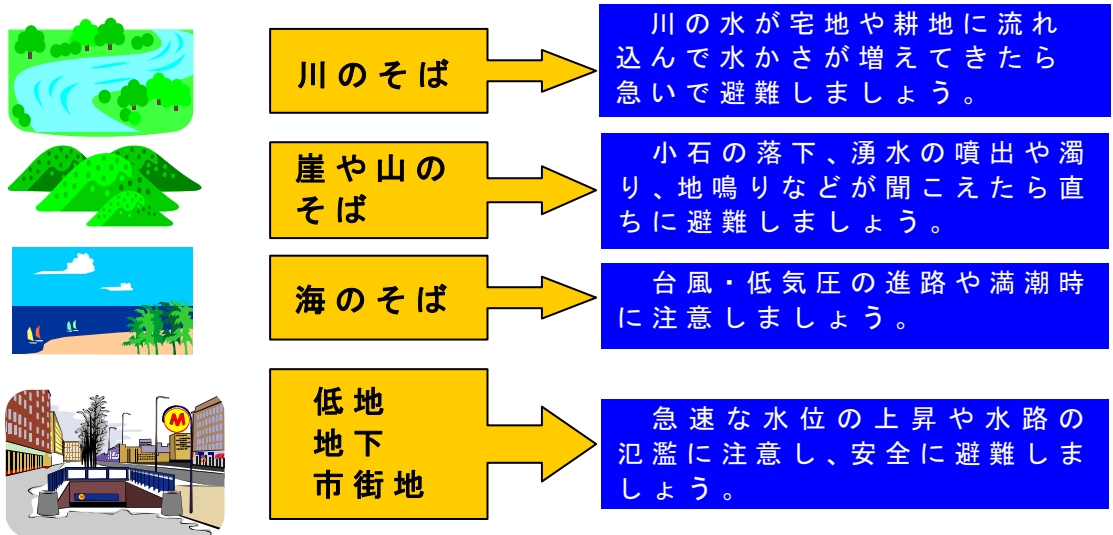 川のそば
川の水が宅地や耕地に流れ
込んで水かさが増えてきたら
急いで避難しましょう。
崖や山の
そば
小石の落下、湧水の噴出や濁
り、地鳴りなどが聞こえたら直
ちに避難しましょう。
海のそば
台風・低気圧の進路や満潮時
に注意しましょう。
M
低地
地下
市街地
急速な水位の上昇や水路の
氾濫に注意し、安全に避難しま
しょう。